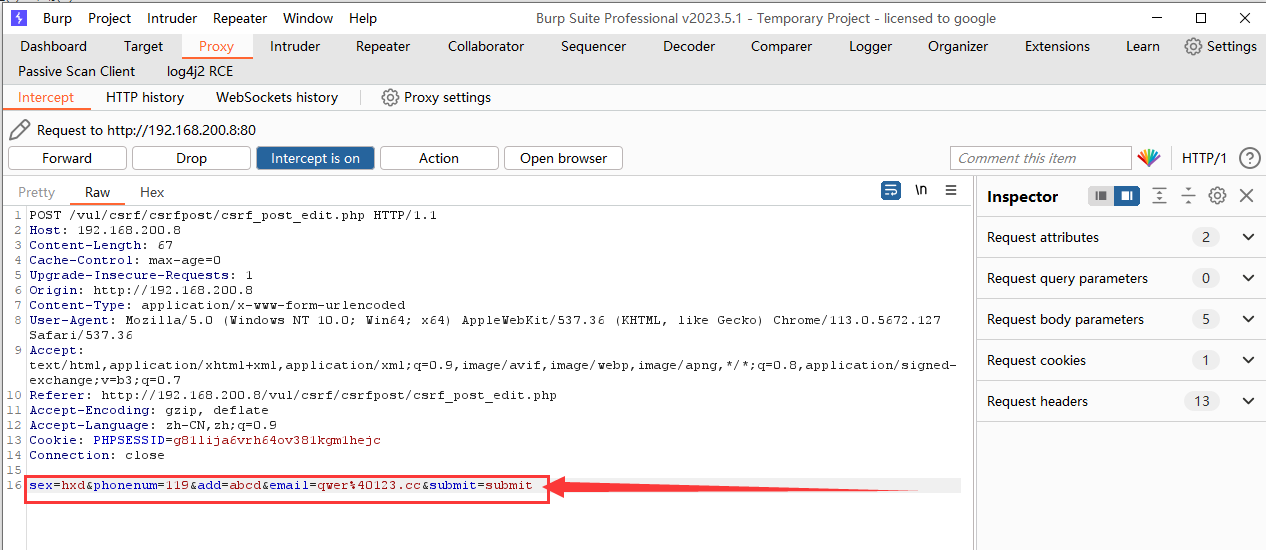 Burp Project Intruder Repeater Window Help Burp Suite Professional v2023.5.1 - Temporary Project - licensed to google
Dashboard Target Proxy Intruder Repeater Collaborator Sequencer Decoder Comparer Logger Organizer Extensions Learn Settings
Passive Scan Client log4j2 RCE
Intercept HTTP history WebSockets history Proxy settings
Request to http://192.168.200.8:80
Forward Drop Intercept is on Action Open browser Comment this item HTTP/1 ?
Pretty Raw Hex \n Inspector
1 POST /vul/csrf/csrfpost/csrf_post_edit.php HTTP/1.1
2 Host: 192.168.200.8
3 Content-Length: 67
4 Cache-Control: max-age=0
5 Upgrade-Insecure-Requests: 1
6 Origin: http://192.168.200.8
7 Content-Type: application/x-www-form-urlencoded
8 User-Agent: Mozilla/5.0 (Windows NT 10.0; Win64; x64) AppleWebKit/537.36 (KHTML, like Gecko) Chrome/113.0.5672.127
Safari/537.36
9 Accept:
text/html,application/xhtml+xml,application/xml;q=0.9,image/avif,image/webp,image/apng,*/*;q=0.8,application/signed-
exchange;v=b3;q=0.7
10 Referer: http://192.168.200.8/vul/csrf/csrfpost/csrf_post_edit.php
11 Accept-Encoding: gzip, deflate
12 Accept-Language: zh-CN,zh;q=0.9
13 Cookie: PHPSESSID=g811ija6vrh64ov381kgm1hejc
14 Connection: close
15
16 sex=hxd&phonenum=119&add=abcd&email=qwer%40123.cc&submit=submit
Request attributes 2
Request query parameters 0
Request body parameters 5
Request cookies 1
Request headers 13